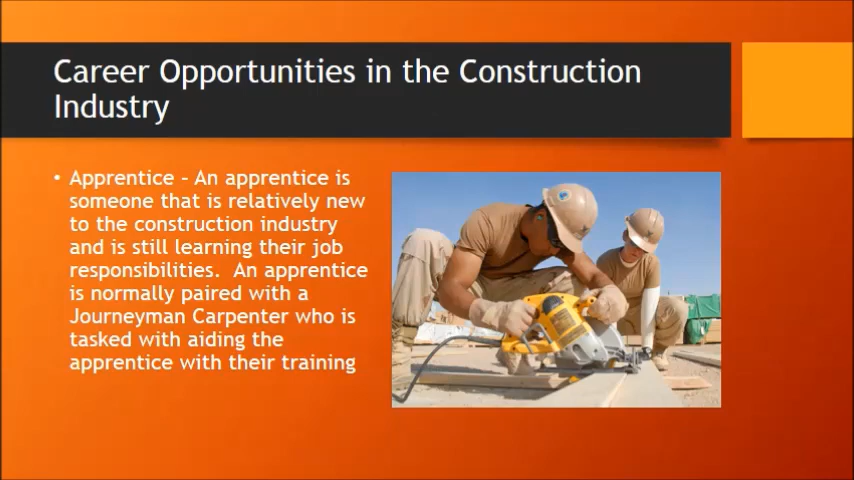 Career Opportunities in the Construction
Industry
• Apprentice – An apprentice is
someone that is relatively new
to the construction industry
and is still learning their job
responsibilities.  An apprentice
is normally paired with a
Journeyman Carpenter who is
tasked with aiding the
apprentice with their training